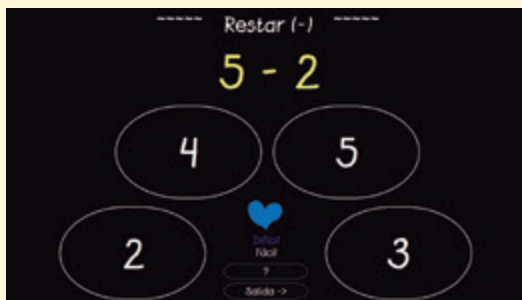 Restar (-)
5 - 2
4 5
2 3
Difícil
Fácil
?
Salida ->